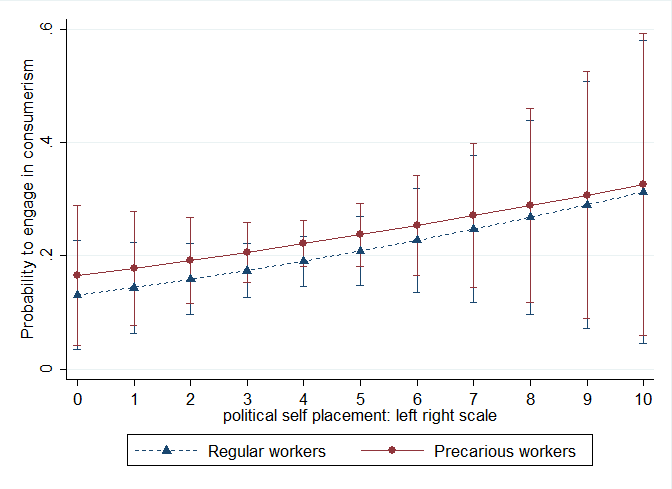 Probability to engage in consumerism
.6
.4
.2
0
0 1 2 3 4 5 6 7 8 9 10
political self placement: left right scale
Regular workers Precarious workers